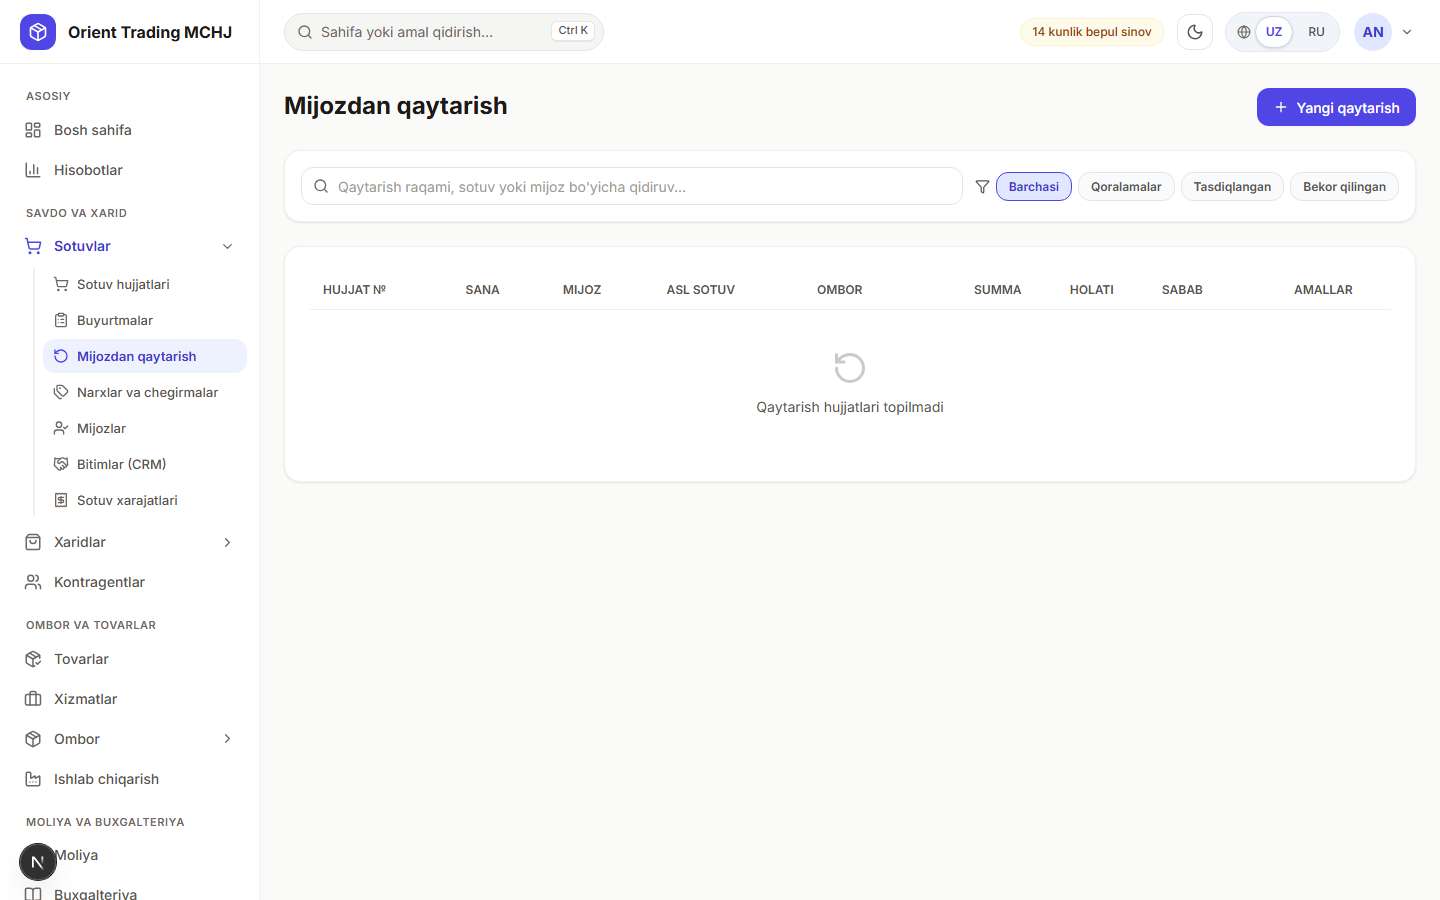 Orient Trading MCHJ
Sahifa yoki amal qidirish...
Ctrl K
14 kunlik bepul sinov
UZ
RU
AN
ASOSIY
Bosh sahifa
Hisobotlar
SAVDO VA XARID
Sotuvlar
Sotuv hujjatlari
Buyurtmalar
Mijozdan qaytarish
Narxlar va chegirmalar
Mijozlar
Bitimlar (CRM)
Sotuv xarajatlari
Xaridlar
Kontragentlar
OMBOR VA TOVARLAR
Tovarlar
Xizmatlar
Ombor
Ishlab chiqarish
MOLIYA VA BUXGALTERIYA
Moliya
N
Buxgalteriya
Mijozdan qaytarish
+ Yangi qaytarish
Qaytarish raqami, sotuv yoki mijoz bo'yicha qidiruv...
Barchasi
Qoralamalar
Tasdiqlangan
Bekor qilingan
HUJJAT № SANA MIJOZ ASL SOTUV OMBOR SUMMA HOLATI SABAB AMALLAR
Qaytarish hujjatlari topilmadi